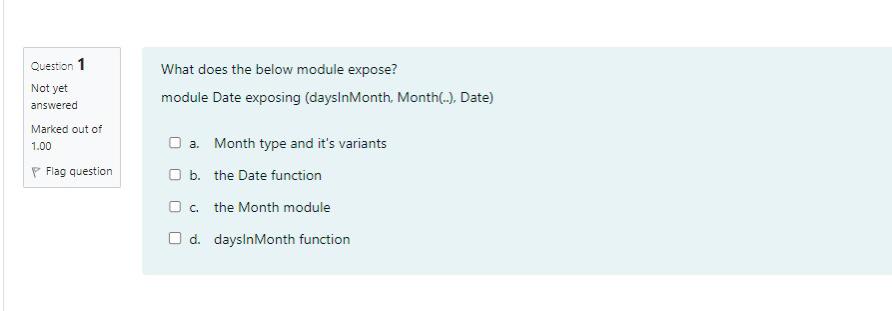 Question 1
Not yet
answered
Marked out of
1.00
Flag question
What does the below module expose?
module Date exposing (daysInMonth, Month(..), Date)
a. Month type and it's variants
b. the Date function
c. the Month module
d. daysInMonth function